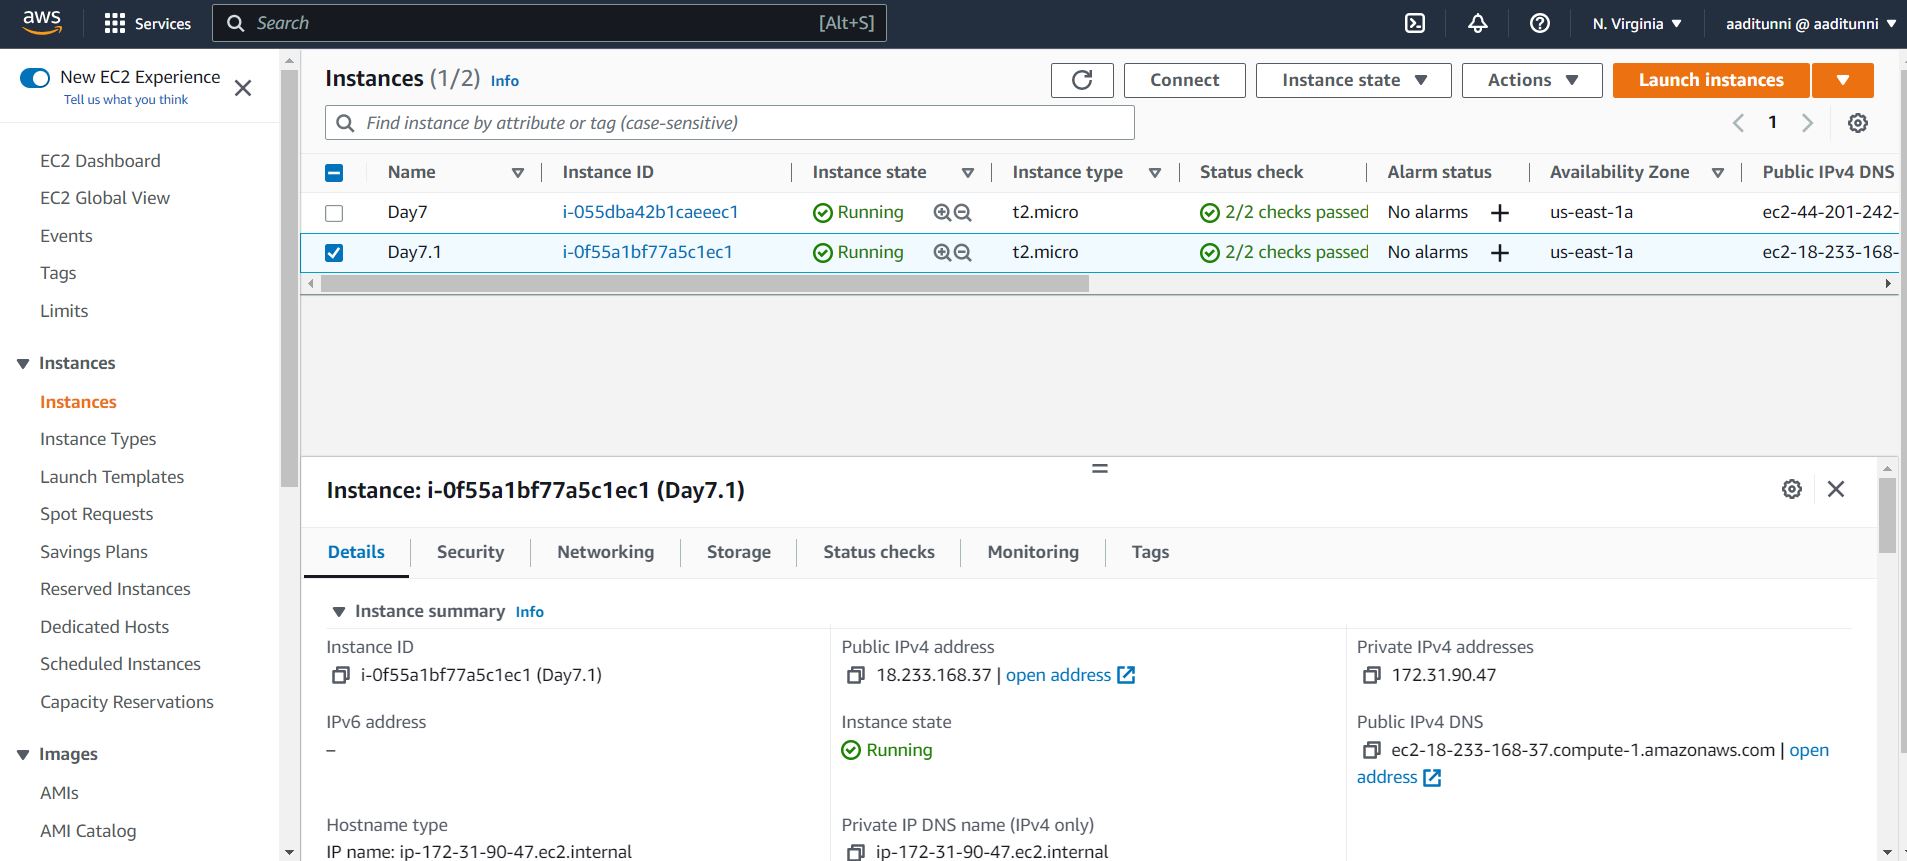 aws
Services
Search
[Alt+S]
N. Virginia
aaditunni @ aaditunni
New EC2 Experience
Tell us what you think
EC2 Dashboard
EC2 Global View
Events
Tags
Limits
Instances
Instances
Instance Types
Launch Templates
Spot Requests
Savings Plans
Reserved Instances
Dedicated Hosts
Scheduled Instances
Capacity Reservations
Images
AMIs
AMI Catalog
Instances (1/2) Info
Connect
Instance state
Actions
Launch instances
Find instance by attribute or tag (case-sensitive)
1
Name Instance ID Instance state Instance type Status check Alarm status Availability Zone Public IPv4 DNS
Day7 i-055dba42b1caeeec1 Running t2.micro 2/2 checks passed No alarms + us-east-1a ec2-44-201-242-
Day7.1 i-0f55a1bf77a5c1ec1 Running t2.micro 2/2 checks passed No alarms + us-east-1a ec2-18-233-168-
Instance: i-0f55a1bf77a5c1ec1 (Day7.1)
Details Security Networking Storage Status checks Monitoring Tags
Instance summary Info
Instance ID
i-0f55a1bf77a5c1ec1 (Day7.1)
Public IPv4 address
18.233.168.37 | open address
Private IPv4 addresses
172.31.90.47
IPv6 address
–
Instance state
Running
Public IPv4 DNS
ec2-18-233-168-37.compute-1.amazonaws.com | open
address
Hostname type
IP name: ip-172-31-90-47.ec2.internal
Private IP DNS name (IPv4 only)
ip-172-31-90-47.ec2.internal